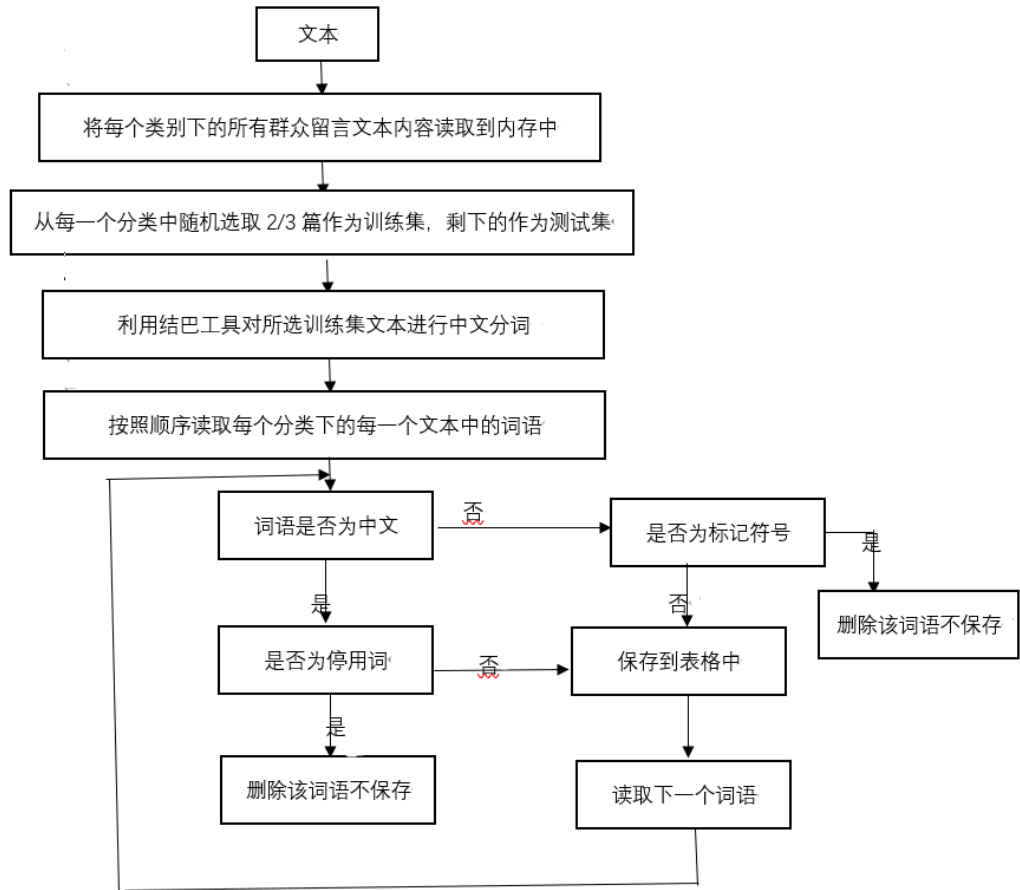 文本
将每个类别下的所有群众留言文本内容读取到内存中
从每一个分类中随机选取 2/3 篇作为训练集，剩下的作为测试集
利用结巴工具对所选训练集文本进行中文分词
按照顺序读取每个分类下的每一个文本中的词语
词语是否为中文
否
是否为标记符号
是
是
否
删除该词语不保存
是否为停用词
否
保存到表格中
是
删除该词语不保存
读取下一个词语